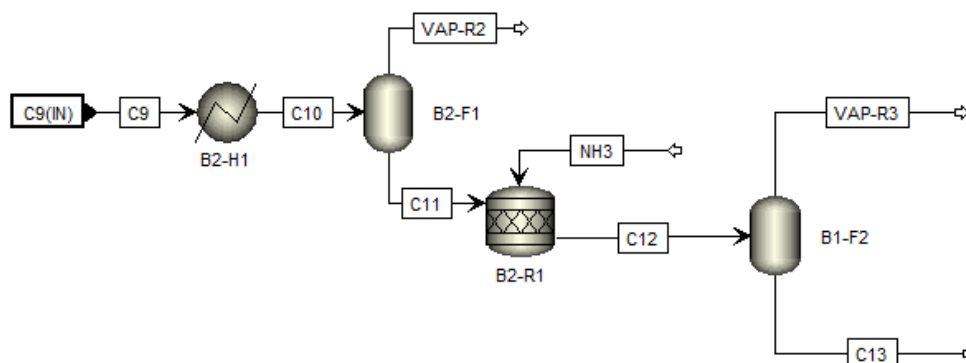 VAP-R2
C9(IN)
C9
C10
B2-H1
B2-F1
VAP-R3
NH3
C11
B2-R1
C12
B1-F2
C13